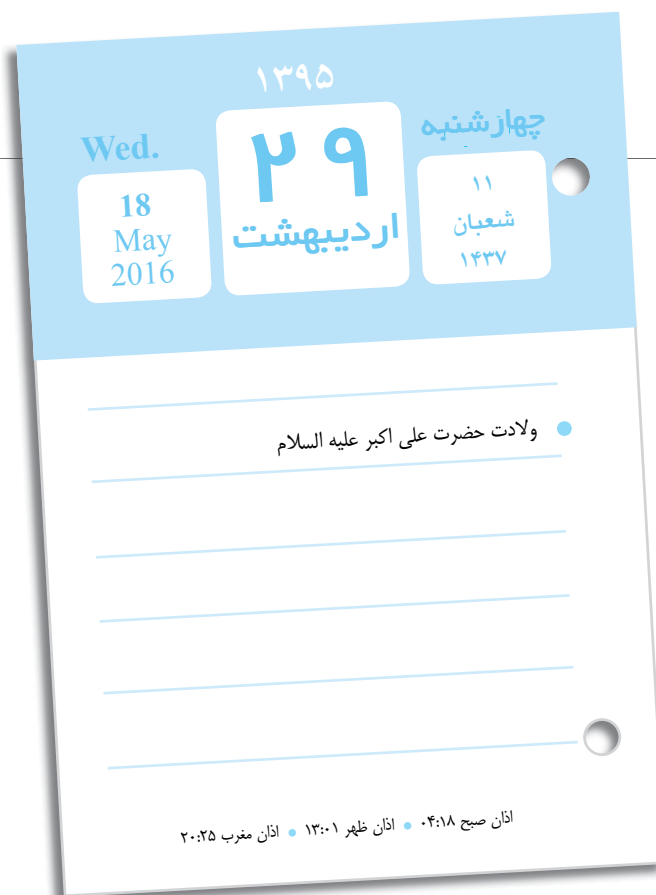 ۱۳۹۵
چهارشنبه
۱۱
شعبان
۱۴۳۷
۲۹
اردیبهشت
Wed.
18
May
2016
ولادت حضرت علی اکبر علیه السلام
اذان صبح ۰۴:۱۸ اذان ظهر ۱۳:۰۱ اذان مغرب ۲۰:۲۵